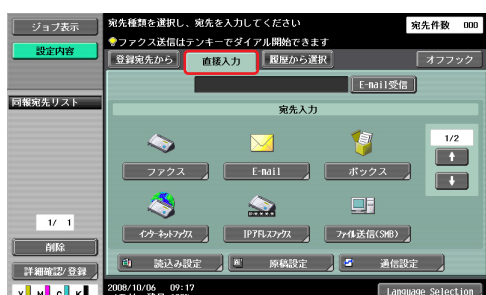 ジョブ表示
設定内容
宛先種類を選択し、宛先を入力してください
宛先件数 000
ファクス送信はテンキーでダイアル開始できます
登録宛先から
直接入力
履歴から選択
オフフック
E-mail受信
同報宛先リスト
宛先入力
ファクス
E-mail
ボックス
1/2
インターネットファクス
IPアドレスファクス
ファイル送信(SMB)
1/ 1
削除
詳細確認/登録
読込み設定
原稿設定
通信設定
2008/10/06 09:17
Language Selection
Y M C K